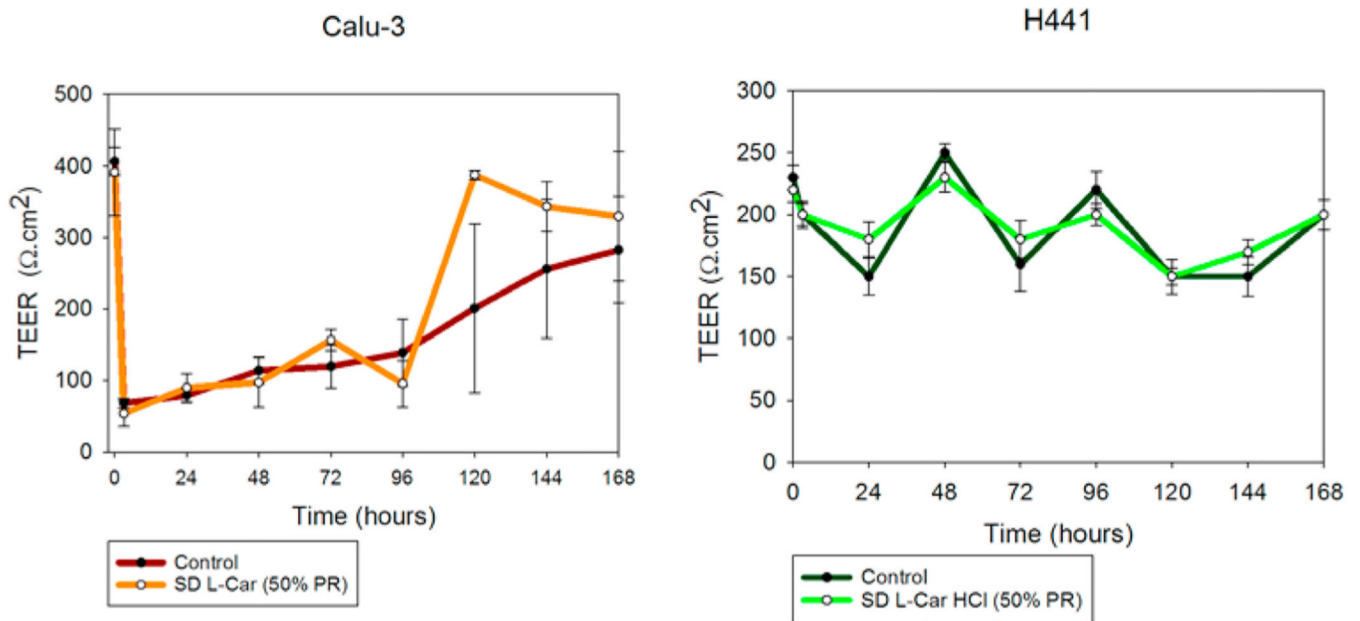 Calu-3
500
400
300
200
100
0
TEER (Ω.cm²)
0 24 48 72 96 120 144 168
Time (hours)
Control
SD L-Car (50% PR)
H441
300
250
200
150
100
50
0
TEER (Ω.cm²)
0 24 48 72 96 120 144 168
Time (hours)
Control
SD L-Car HCl (50% PR)